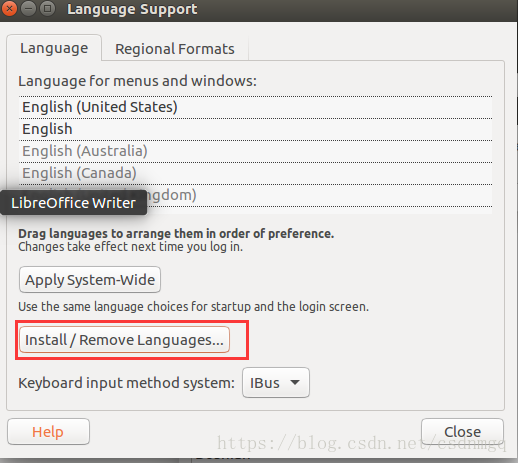 Language Support
Language
Regional Formats
Language for menus and windows:
English (United States)
English
English (Australia)
English (Canada)
ngdom)
LibreOffice Writer
Drag languages to arrange them in order of preference.
Changes take effect next time you log in.
Apply System-Wide
Use the same language choices for startup and the login screen.
Install / Remove Languages...
Keyboard input method system: IBus
Help
Close
https://blog.csdn.net/csdnmgq